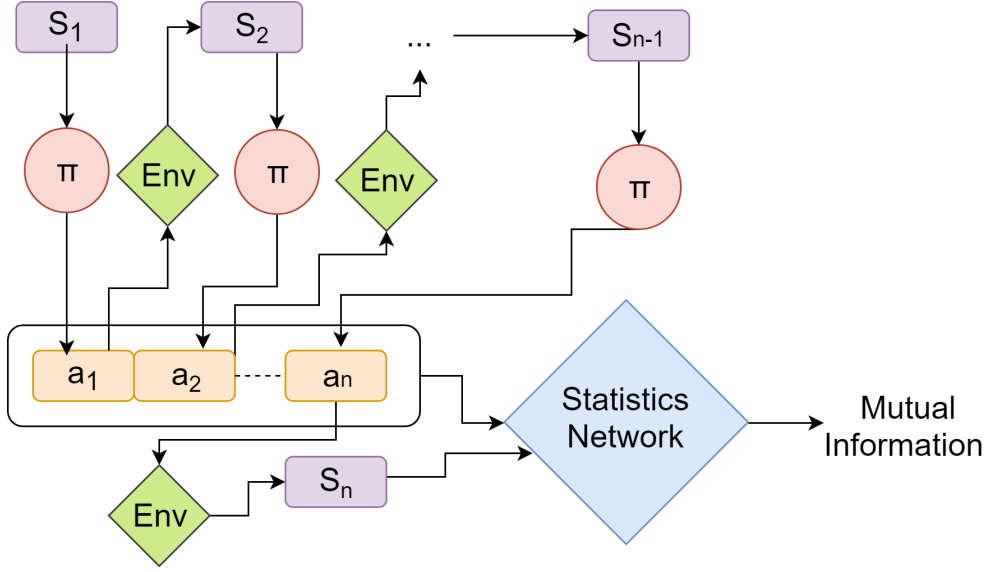 S₁
S₂
...
Sn-1
π
Env
π
Env
π
a₁
a₂
an
Statistics
Network
Mutual
Information
Env
Sₙ